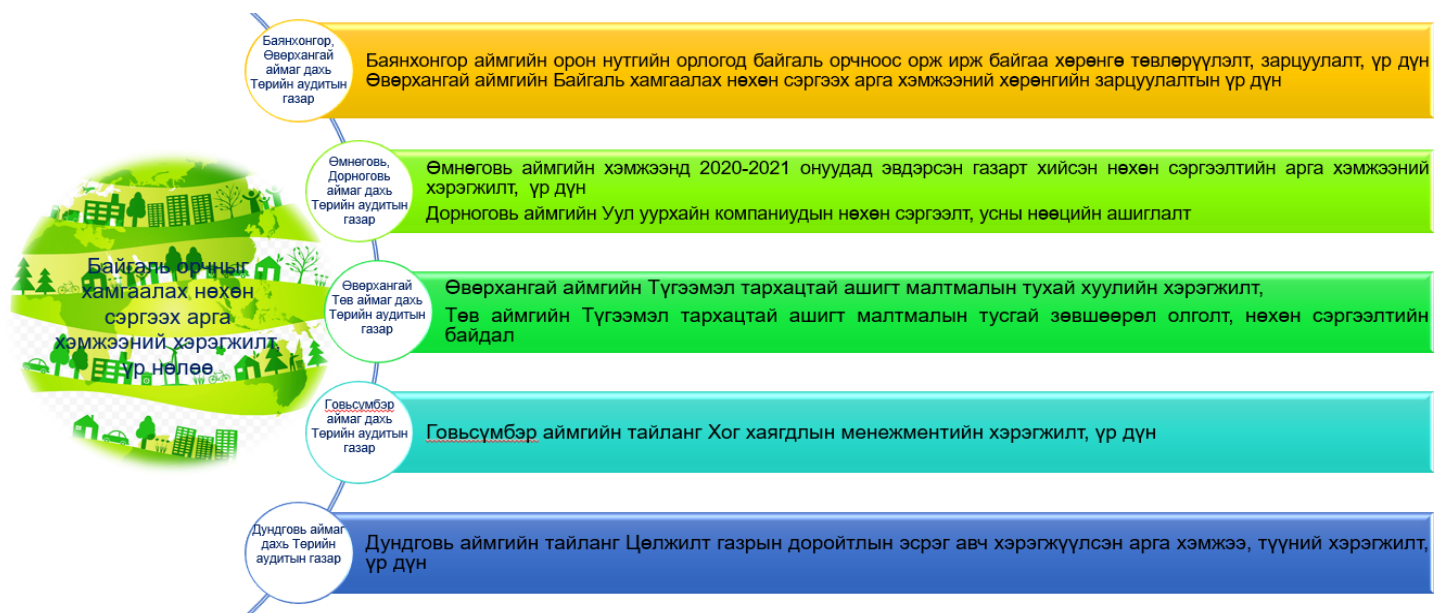 Баянхонгор,
Өвөрхангай
аймаг дахь
Төрийн аудитын
газар
Баянхонгор аймгийн орон нутгийн орлогод байгаль орчноос орж ирж байгаа хөрөнгө төвлөрүүлэлт, зарцуулалт, үр дүн
Өвөрхангай аймгийн Байгаль хамгаалах нөхөн сэргээх арга хэмжээний хөрөнгийн зарцуулалтын үр дүн
Өмнөговь,
Дорноговь
аймаг дахь
Төрийн аудитын
газар
Өмнөговь аймгийн хэмжээнд 2020-2021 онуудад эвдэрсэн газарт хийсэн нөхөн сэргээлтийн арга хэмжээний
хэрэгжилт, үр дүн
Дорноговь аймгийн Уул уурхайн компаниудын нөхөн сэргээлт, усны нөөцийн ашиглалт
Байгаль орчныг
хамгаалах нөхөн
сэргээх арга
хэмжээний хэрэгжилт,
үр нөлөө
Өвөрхангай
Төв аймаг дахь
Төрийн аудитын
газар
Өвөрхангай аймгийн Түгээмэл тархацтай ашигт малтмалын тухай хуулийн хэрэгжилт,
Төв аймгийн Түгээмэл тархацтай ашигт малтмалын тусгай зөвшөөрөл олголт, нөхөн сэргээлтийн
байдал
Говьсүмбэр
аймаг дахь
Төрийн аудитын
газар
Говьсүмбэр аймгийн тайланг Хог хаягдлын менежментийн хэрэгжилт, үр дүн
Дундговь аймаг
дахь Төрийн
аудитын газар
Дундговь аймгийн тайланг Цөлжилт газрын доройтлын эсрэг авч хэрэгжүүлсэн арга хэмжээ, түүний хэрэгжилт,
үр дүн